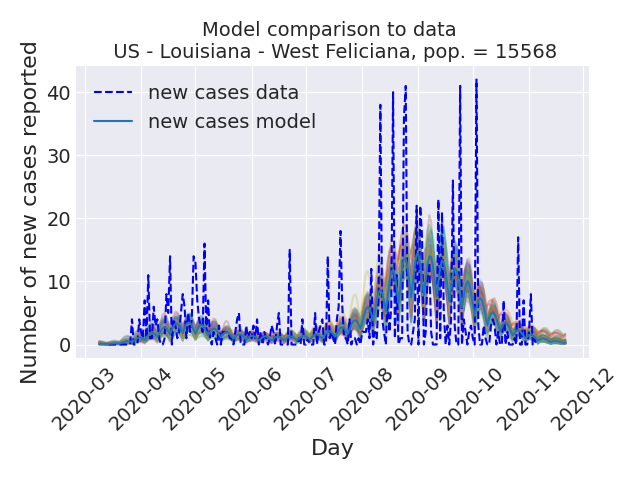 Model comparison to data
US - Louisiana - West Feliciana, pop. = 15568
new cases data
new cases model
Number of new cases reported
40
30
20
10
0
2020-03
2020-04
2020-05
2020-06
2020-07
2020-08
2020-09
2020-10
2020-11
2020-12
Day